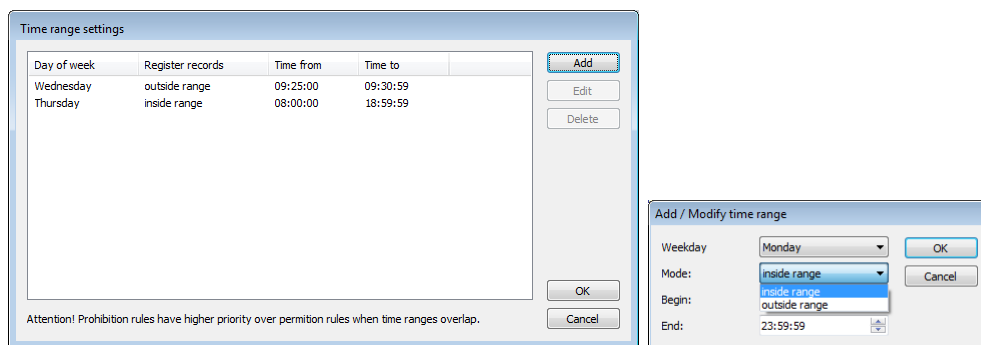 Time range settings
Day of week Register records Time from Time to
Wednesday outside range 09:25:00 09:30:59
Thursday inside range 08:00:00 18:59:59
Add
Edit
Delete
OK
Cancel
Attention! Prohibition rules have higher priority over permition rules when time ranges overlap.
Add / Modify time range
Weekday Monday OK
Mode: inside range Cancel
inside range
outside range
Begin:
End: 23:59:59